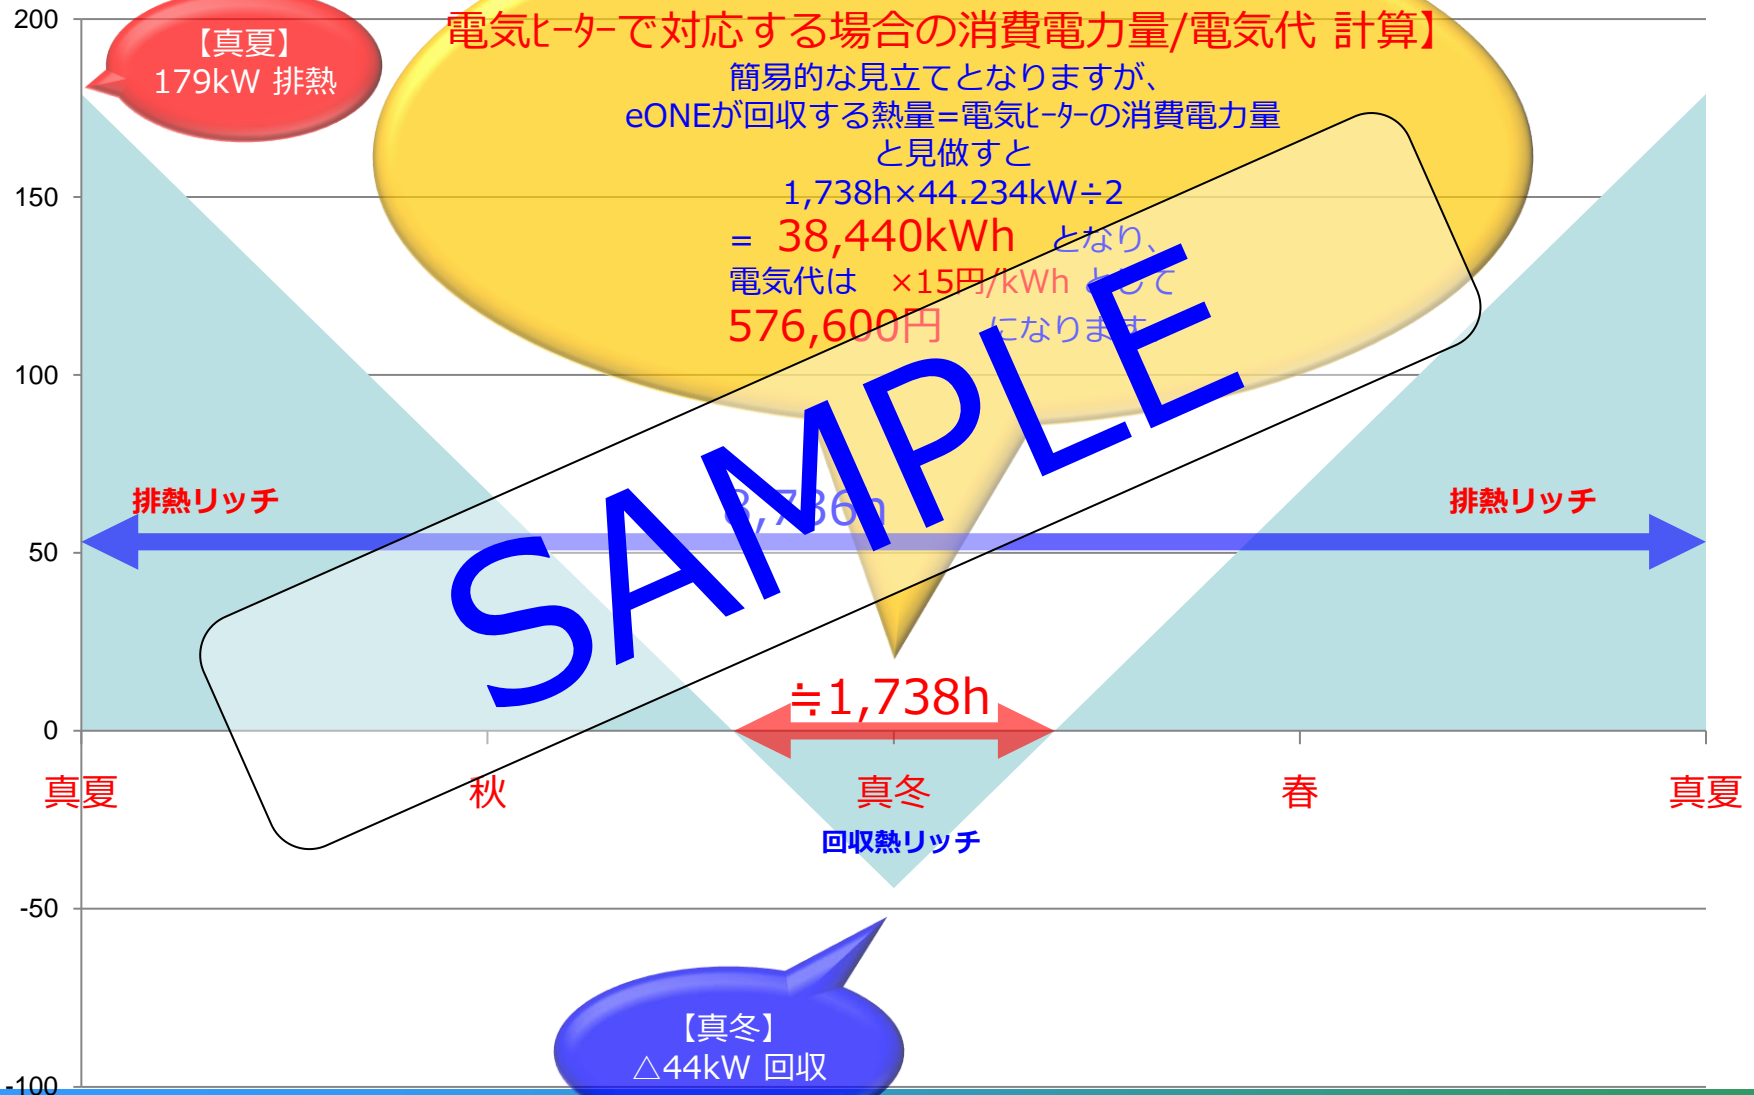 200
電気ﾋｰﾀｰで対応する場合の消費電力量/電気代 計算】
【真夏】
179kW 排熱
簡易的な見立てとなりますが、
eONEが回収する熱量=電気ﾋｰﾀｰの消費電力量
と見做すと
150
1,738h×44.234kW÷2
= 38,440kWh となり、
電気代は ×15円/kWh として
576,600円 になります
100
SAMPLE
排熱リッチ
8,736h
排熱リッチ
50
≒1,738h
0
真夏
秋
真冬
春
真夏
回収熱リッチ
-50
【真冬】
△44kW 回収
-100